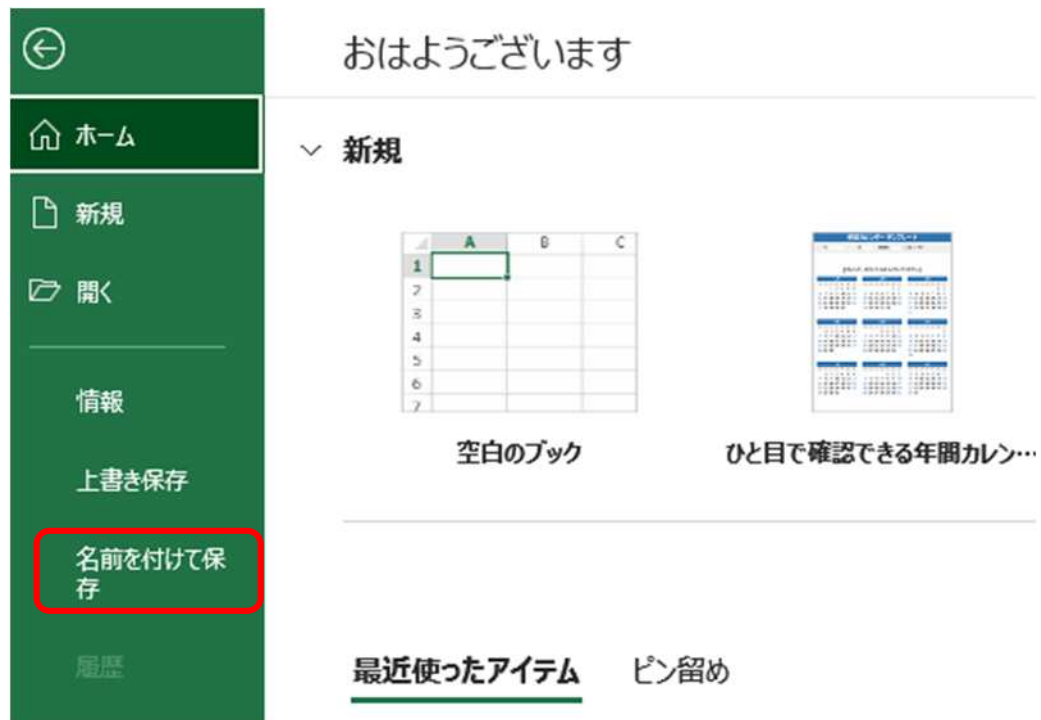 おはようございます
ホーム
新規
新規
開く
A B C
1
2
3
4
5
6
7
情報
空白のブック
ひと目で確認できる年間カレン…
上書き保存
名前を付けて保
存
履歴
最近使ったアイテム ピン留め